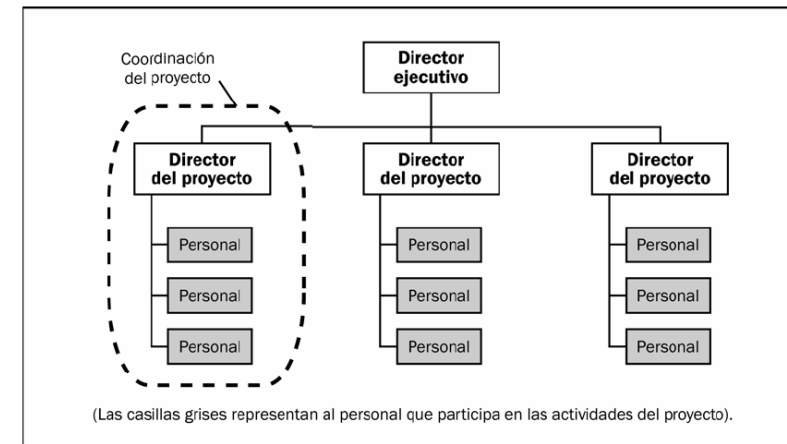 Coordinación
del proyecto
Director
ejecutivo
Director
del proyecto
Director
del proyecto
Director
del proyecto
Personal
Personal
Personal
Personal
Personal
Personal
Personal
Personal
Personal
(Las casillas grises representan al personal que participa en las actividades del proyecto).